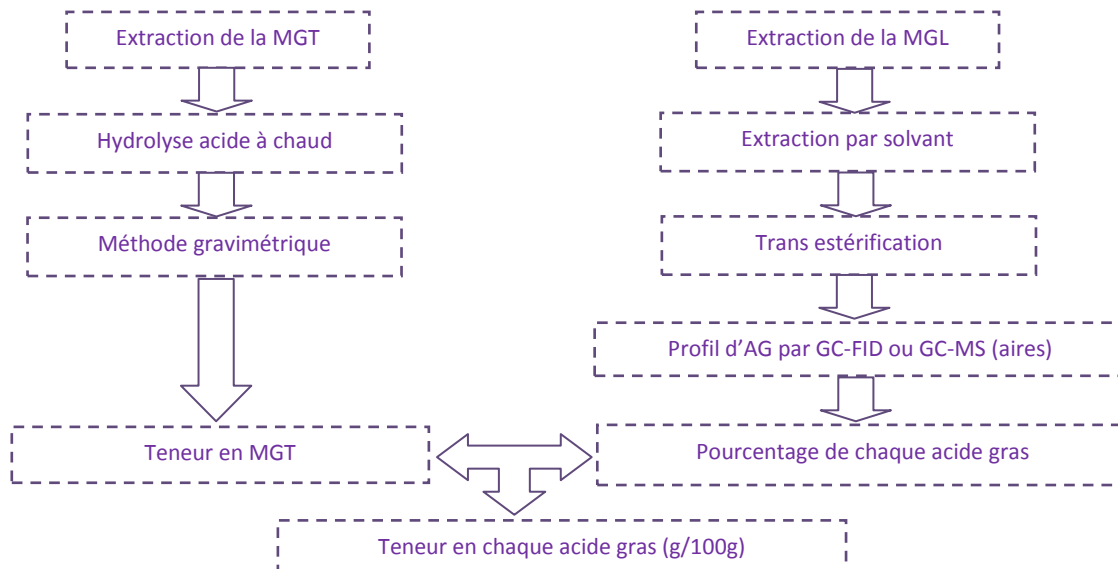 Extraction de la MGT
Extraction de la MGL
Hydrolyse acide à chaud
Extraction par solvant
Méthode gravimétrique
Trans estérification
Profil d'AG par GC-FID ou GC-MS (aires)
Teneur en MGT
Pourcentage de chaque acide gras
Teneur en chaque acide gras (g/100g)